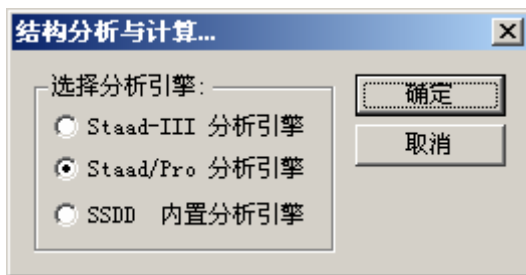 结构分析与计算...
选择分析引擎:
Staad-III 分析引擎
Staad/Pro 分析引擎
SSDD 内置分析引擎
确定
取消